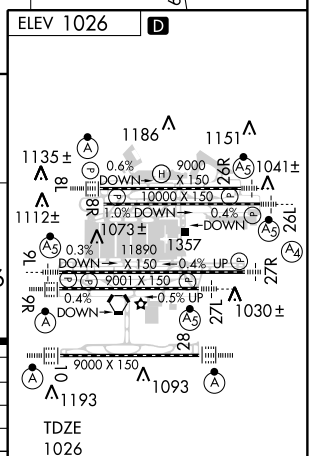 ELEV 1026 D
1186 1151
A A5
1135 ± P 0.6% H 9000 26R 1041 ±
8L DOWN X 150
8R P 10000 X 150 P 26L
1112 ± 1.0% DOWN 0.4% P
1073 ± DOWN A5
A5 1357 A4
9L 0.3% 11890
DOWN X 150 0.4% UP P 27R
P P 9001 X 150 P
9R 0.4% 0.5% UP 27L 1030 ±
A DOWN A5
28
10 9000 X 150
A 1093 A
1193
TDZE
1026